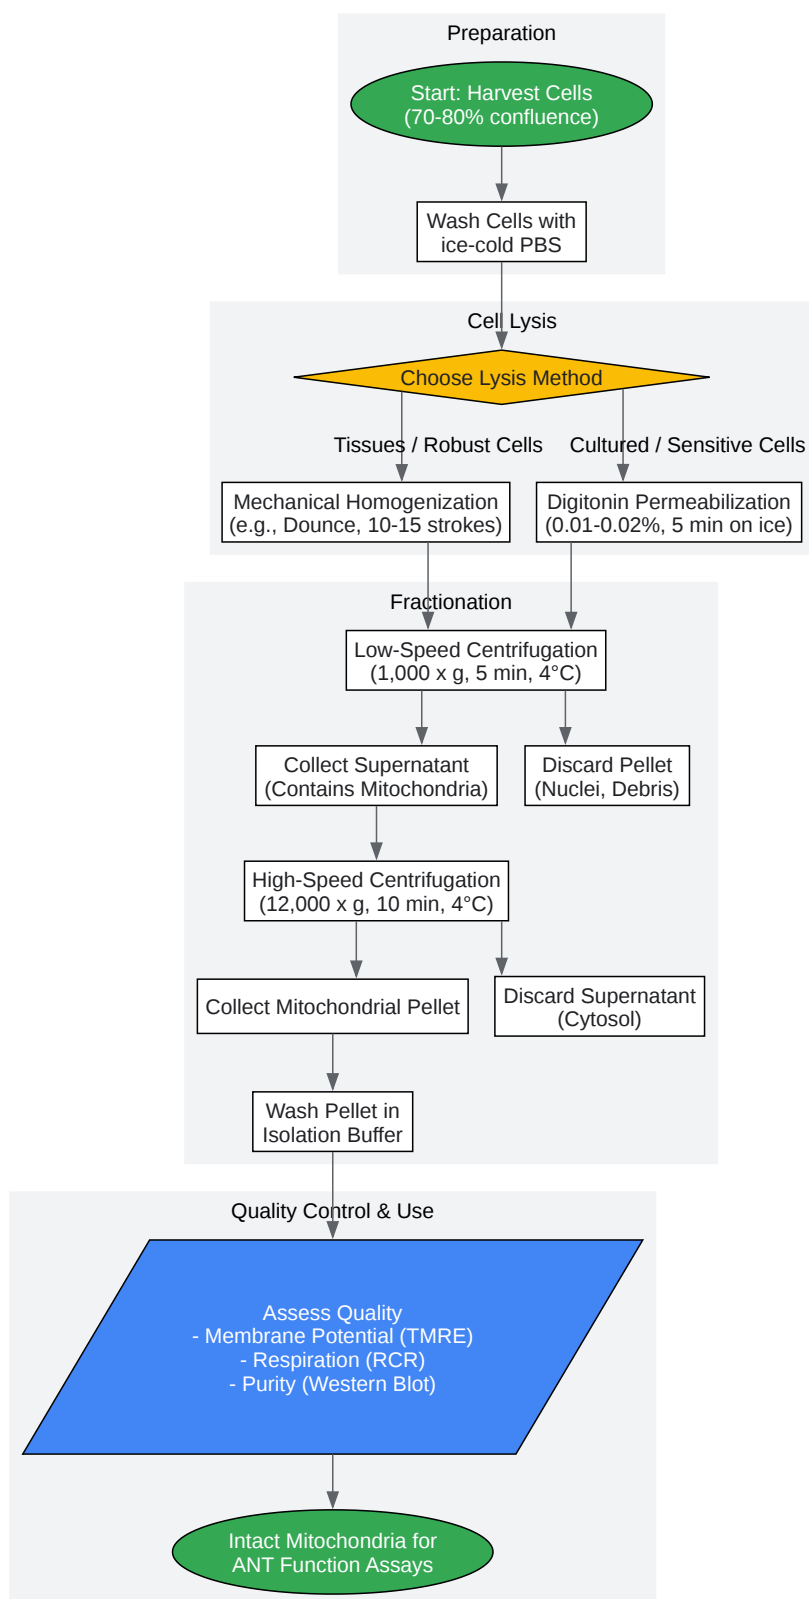 Preparation
Start: Harvest Cells
(70-80% confluence)
Wash Cells with
ice-cold PBS
Cell Lysis
Choose Lysis Method
Tissues / Robust Cells
Cultured / Sensitive Cells
Mechanical Homogenization
(e.g., Dounce, 10-15 strokes)
Digitonin Permeabilization
(0.01-0.02%, 5 min on ice)
Fractionation
Low-Speed Centrifugation
(1,000 x g, 5 min, 4°C)
Collect Supernatant
(Contains Mitochondria)
Discard Pellet
(Nuclei, Debris)
High-Speed Centrifugation
(12,000 x g, 10 min, 4°C)
Collect Mitochondrial Pellet
Discard Supernatant
(Cytosol)
Wash Pellet in
Isolation Buffer
Quality Control & Use
Assess Quality
- Membrane Potential (TMRE)
- Respiration (RCR)
- Purity (Western Blot)
Intact Mitochondria for
ANT Function Assays